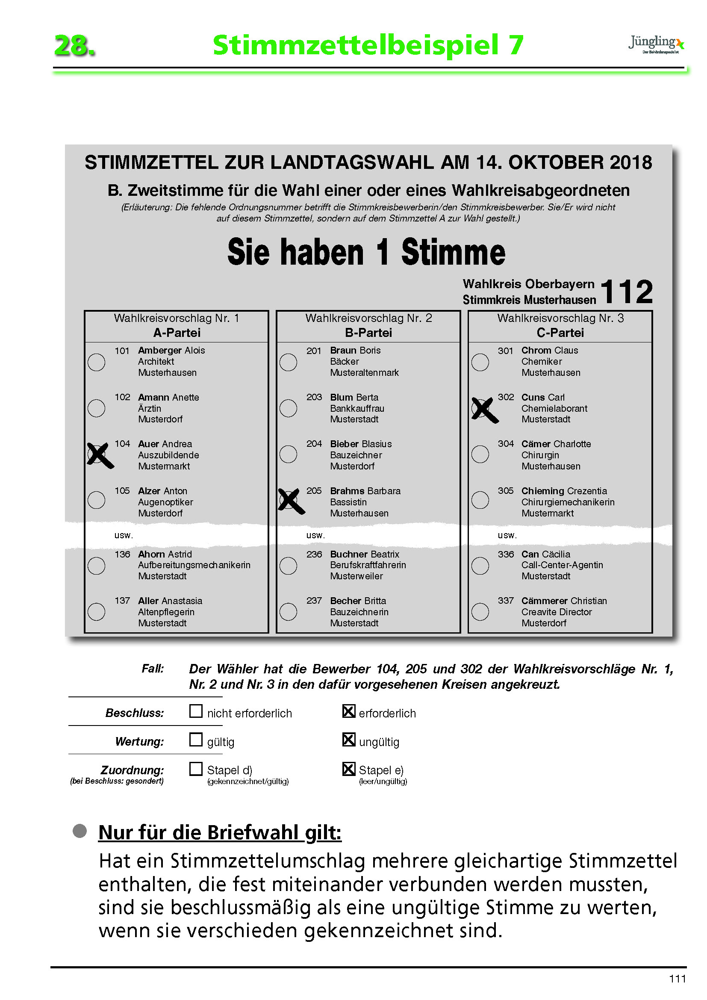 28.
Stimmzettelbeispiel 7
Jüngling
Der Behördenspezialist
STIMMZETTEL ZUR LANDTAGSWAHL AM 14. OKTOBER 2018
B. Zweitstimme für die Wahl einer oder eines Wahlkreisabgeordneten
(Erläuterung: Die fehlende Ordnungsnummer betrifft die Stimmkreisbewerberin/den Stimmkreisbewerber. Sie/Er wird nicht
auf diesem Stimmzettel, sondern auf dem Stimmzettel A zur Wahl gestellt.)
Sie haben 1 Stimme
Wahlkreis Oberbayern
Stimmkreis Musterhausen
112
Wahlkreisvorschlag Nr. 1
A-Partei
101 Amberger Alois
Architekt
Musterhausen
102 Amann Anette
Ärztin
Musterdorf
104 Auer Andrea
Auszubildende
Mustermarkt
105 Alzer Anton
Augenoptiker
Musterdorf
usw.
136 Ahorn Astrid
Aufbereitungsmechanikerin
Musterstadt
137 Aller Anastasia
Altenpflegerin
Musterstadt
Wahlkreisvorschlag Nr. 2
B-Partei
201 Braun Boris
Bäcker
Musteraltenmark
203 Blum Berta
Bankkauffrau
Musterstadt
204 Bieber Blasius
Bauzeichner
Musterdorf
205 Brahms Barbara
Bassistin
Musterhausen
usw.
236 Buchner Beatrix
Berufskraftfahrerin
Musterweiler
237 Becher Britta
Bauzeichnerin
Musterstadt
Wahlkreisvorschlag Nr. 3
C-Partei
301 Chrom Claus
Chemiker
Musterhausen
302 Cuns Carl
Chemielaborant
Musterstadt
304 Cämer Charlotte
Chirurgin
Musterhausen
305 Chieming Crezentia
Chirurgiemechanikerin
Mustermarkt
usw.
336 Can Cäcilia
Call-Center-Agentin
Musterstadt
337 Cämmerer Christian
Creavite Director
Musterdorf
Fall: Der Wähler hat die Bewerber 104, 205 und 302 der Wahlkreisvorschläge Nr. 1,
Nr. 2 und Nr. 3 in den dafür vorgesehenen Kreisen angekreuzt.
Beschluss: nicht erforderlich erforderlich
Wertung: gültig ungültig
Zuordnung: Stapel d) Stapel e)
(bei Beschluss: gesondert) (gekennzeichnet/gültig) (leer/ungültig)
Nur für die Briefwahl gilt:
Hat ein Stimmzettelumschlag mehrere gleichartige Stimmzettel
enthalten, die fest miteinander verbunden werden mussten,
sind sie beschlussmäßig als eine ungültige Stimme zu werten,
wenn sie verschieden gekennzeichnet sind.
111